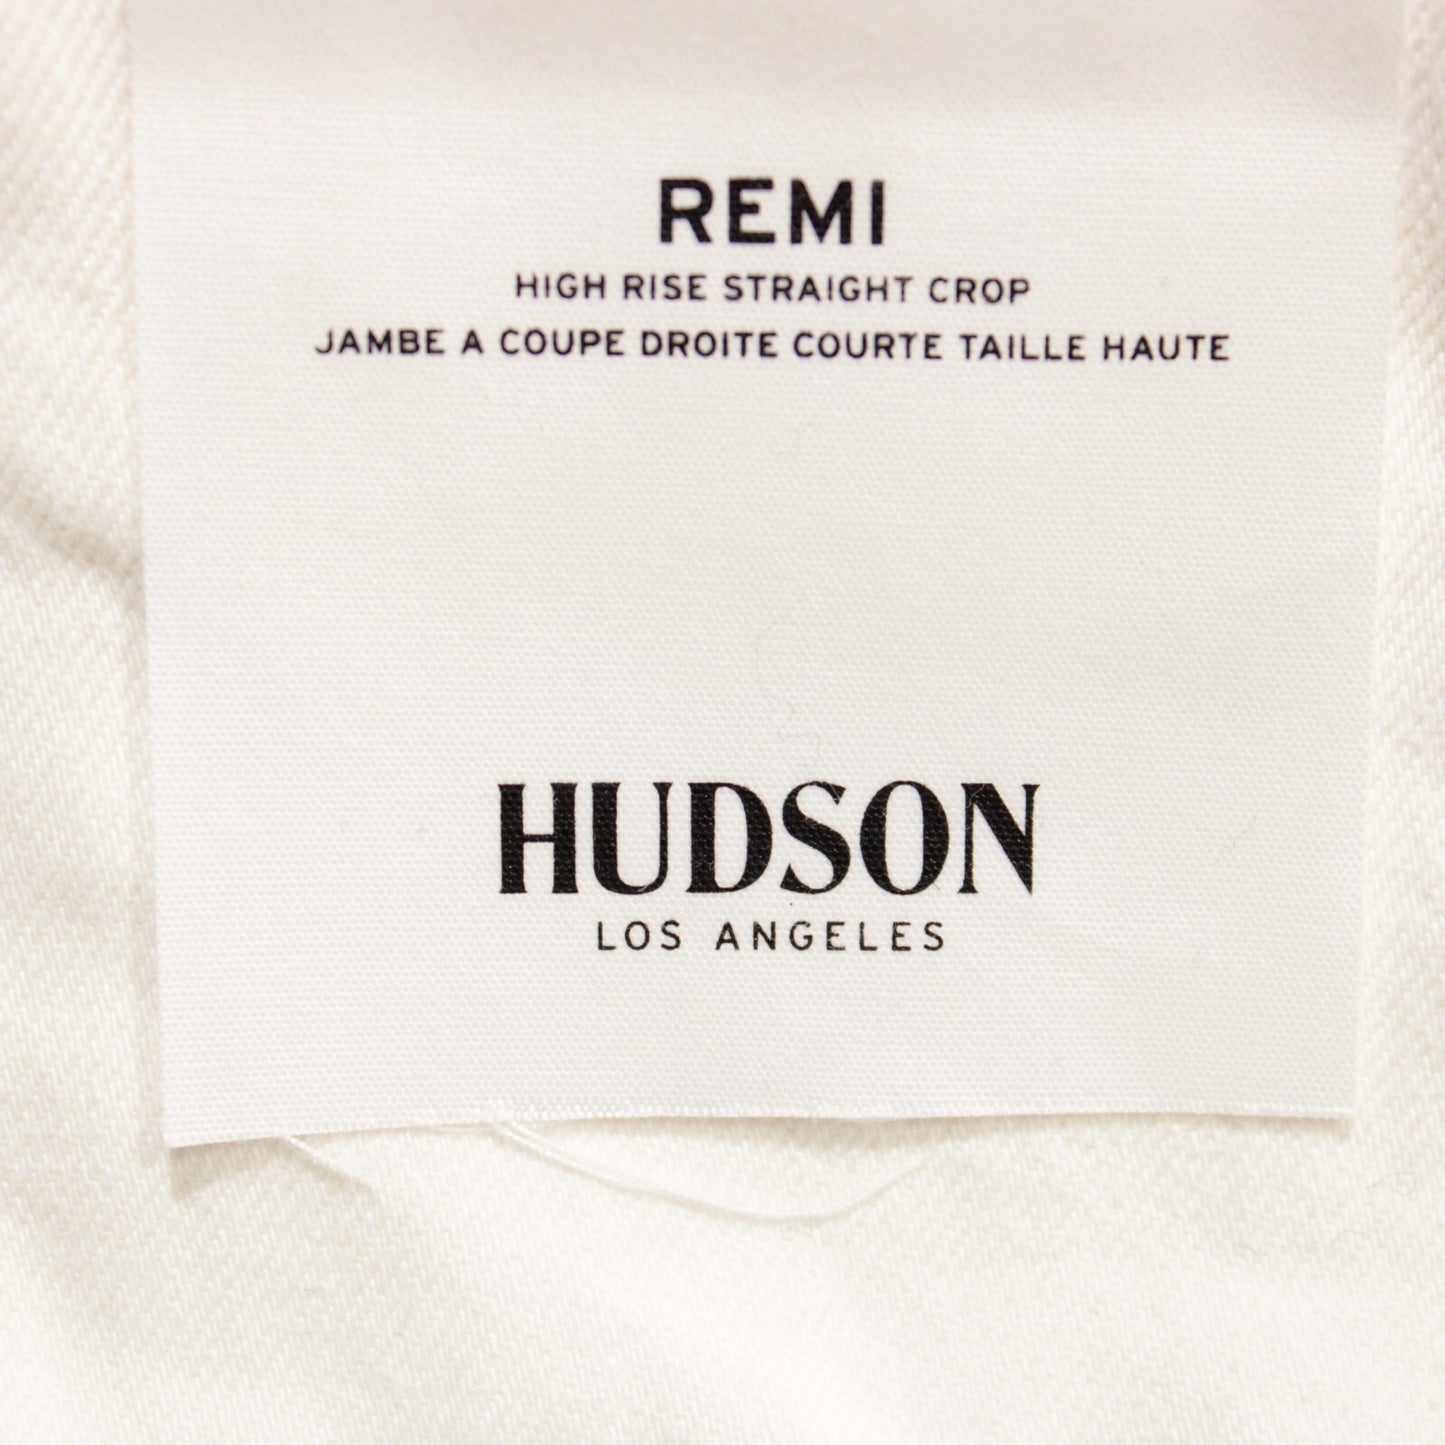 REMI
HIGH RISE STRAIGHT CROP
JAMBE A COUPE DROITE COURTE TAILLE HAUTE
HUDSON
LOS ANGELES